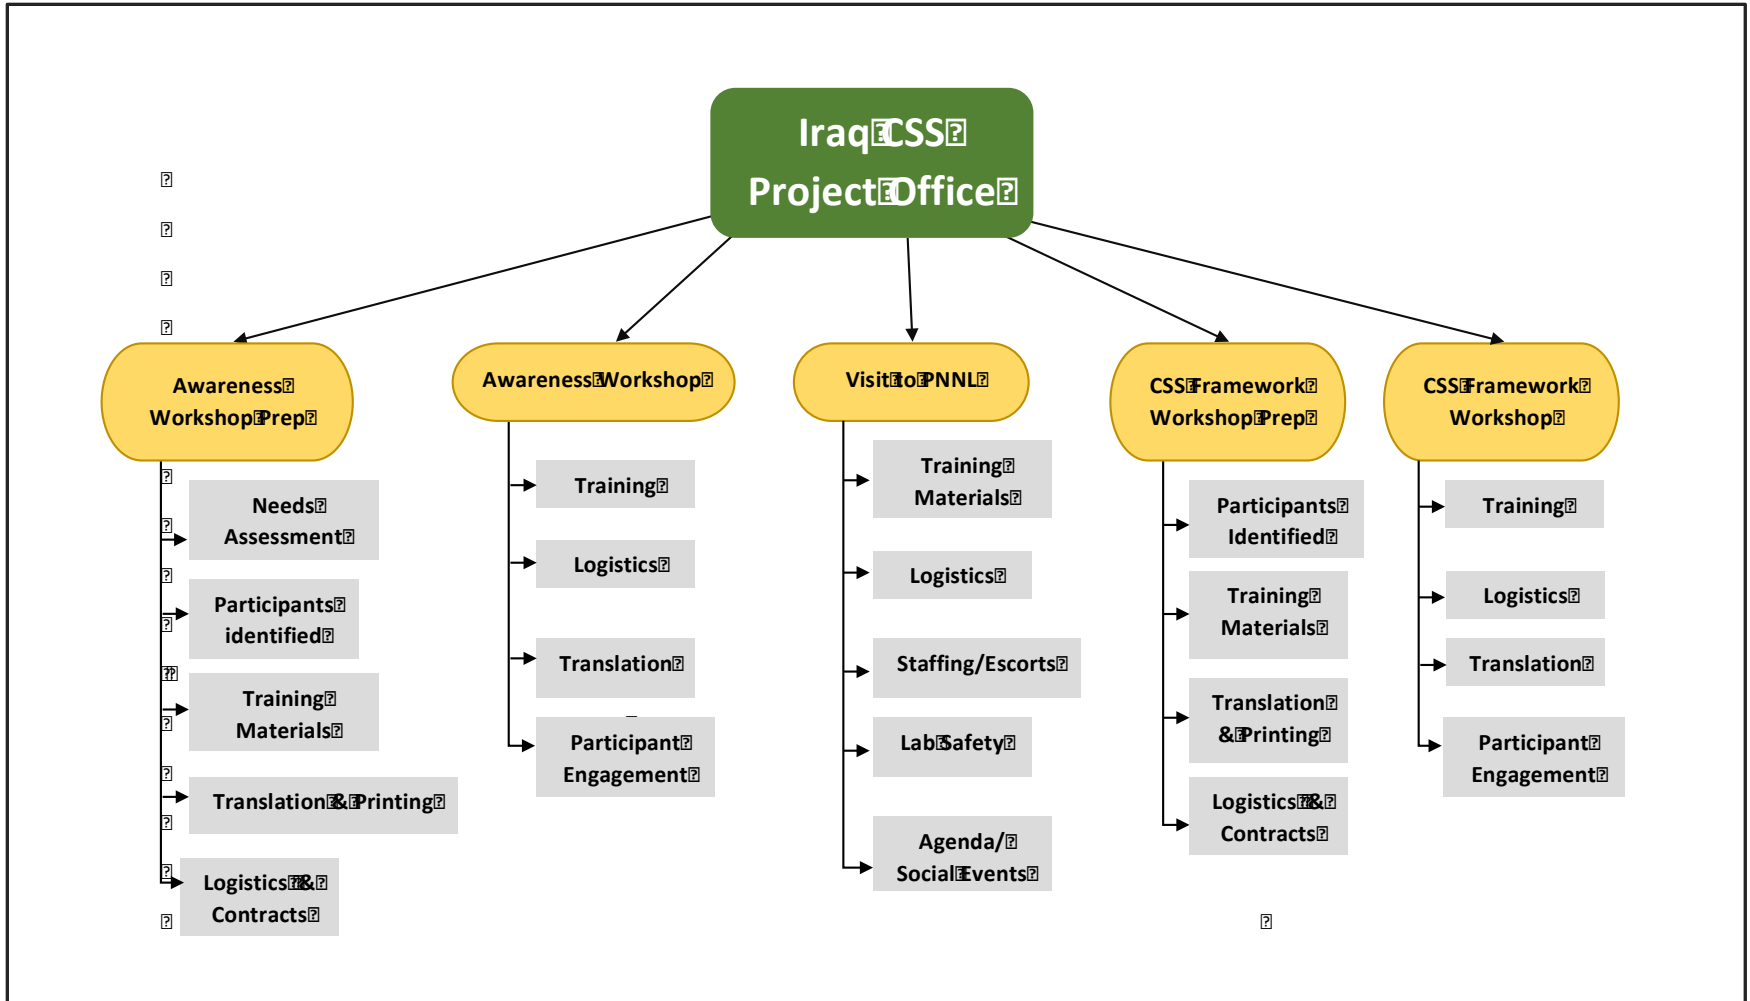 Iraq CSS
Project Office
Awareness
Workshop Prep
Needs
Assessment
Participants
identified
Training
Materials
Translation & Printing
Logistics &
Contracts
Awareness Workshop
Training
Logistics
Translation
Participant
Engagement
Visit to PNNL
Training
Materials
Logistics
Staffing/Escorts
Lab Safety
Agenda/
Social Events
CSS Framework
Workshop Prep
Participants
Identified
Training
Materials
Translation
& Printing
Logistics &
Contracts
CSS Framework
Workshop
Training
Logistics
Translation
Participant
Engagement